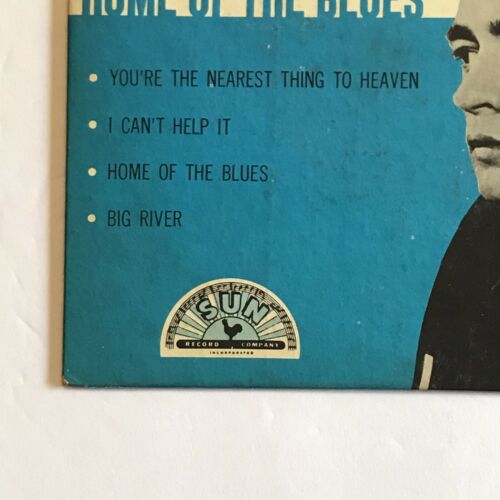 HOME OF THE BLUES
• YOU'RE THE NEAREST THING TO HEAVEN
• I CAN'T HELP IT
• HOME OF THE BLUES
• BIG RIVER
SUN
RECORD COMPANY
INCORPORATED